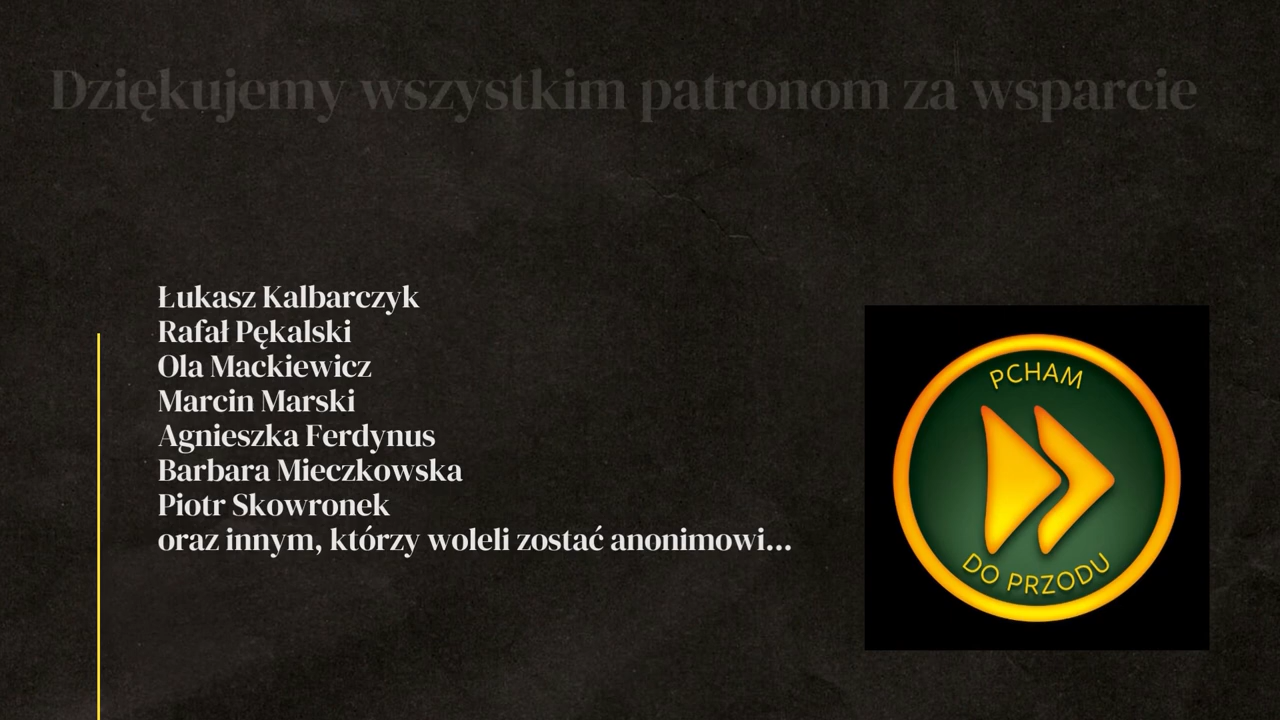 Dziękujemy wszystkim patronom za wsparcie
Łukasz Kalbarczyk
Rafał Pękalski
Ola Mackiewicz
Marcin Marski
Agnieszka Ferdynus
Barbara Mieczkowska
Piotr Skowronek
oraz innym, którzy woleli zostać anonimowi...
PCHAM
DO PRZODU